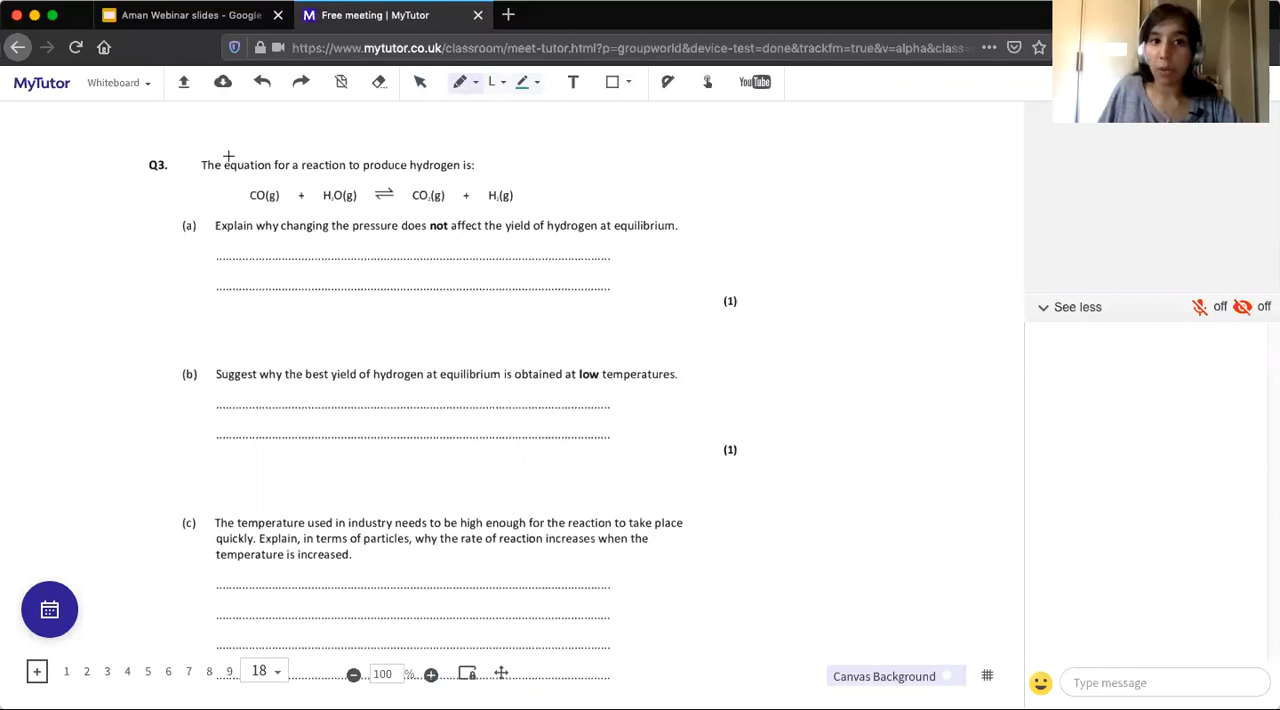 Aman Webinar slides - Google
Free meeting | MyTutor
https://www.mytutor.co.uk/classroom/meet-tutor.html?p=groupworld&device-test=done&trackfm=true&v=alpha&class=
MyTutor
Whiteboard
L
T
YouTube
Q3. The equation for a reaction to produce hydrogen is:
CO(g) + H₂O(g) ⇌ CO₂(g) + H₂(g)
(a) Explain why changing the pressure does not affect the yield of hydrogen at equilibrium.
(1)
See less
off
off
(b) Suggest why the best yield of hydrogen at equilibrium is obtained at low temperatures.
(1)
(c) The temperature used in industry needs to be high enough for the reaction to take place
quickly. Explain, in terms of particles, why the rate of reaction increases when the
temperature is increased.
1 2 3 4 5 6 7 8 9 18
100 %
Canvas Background
Type message